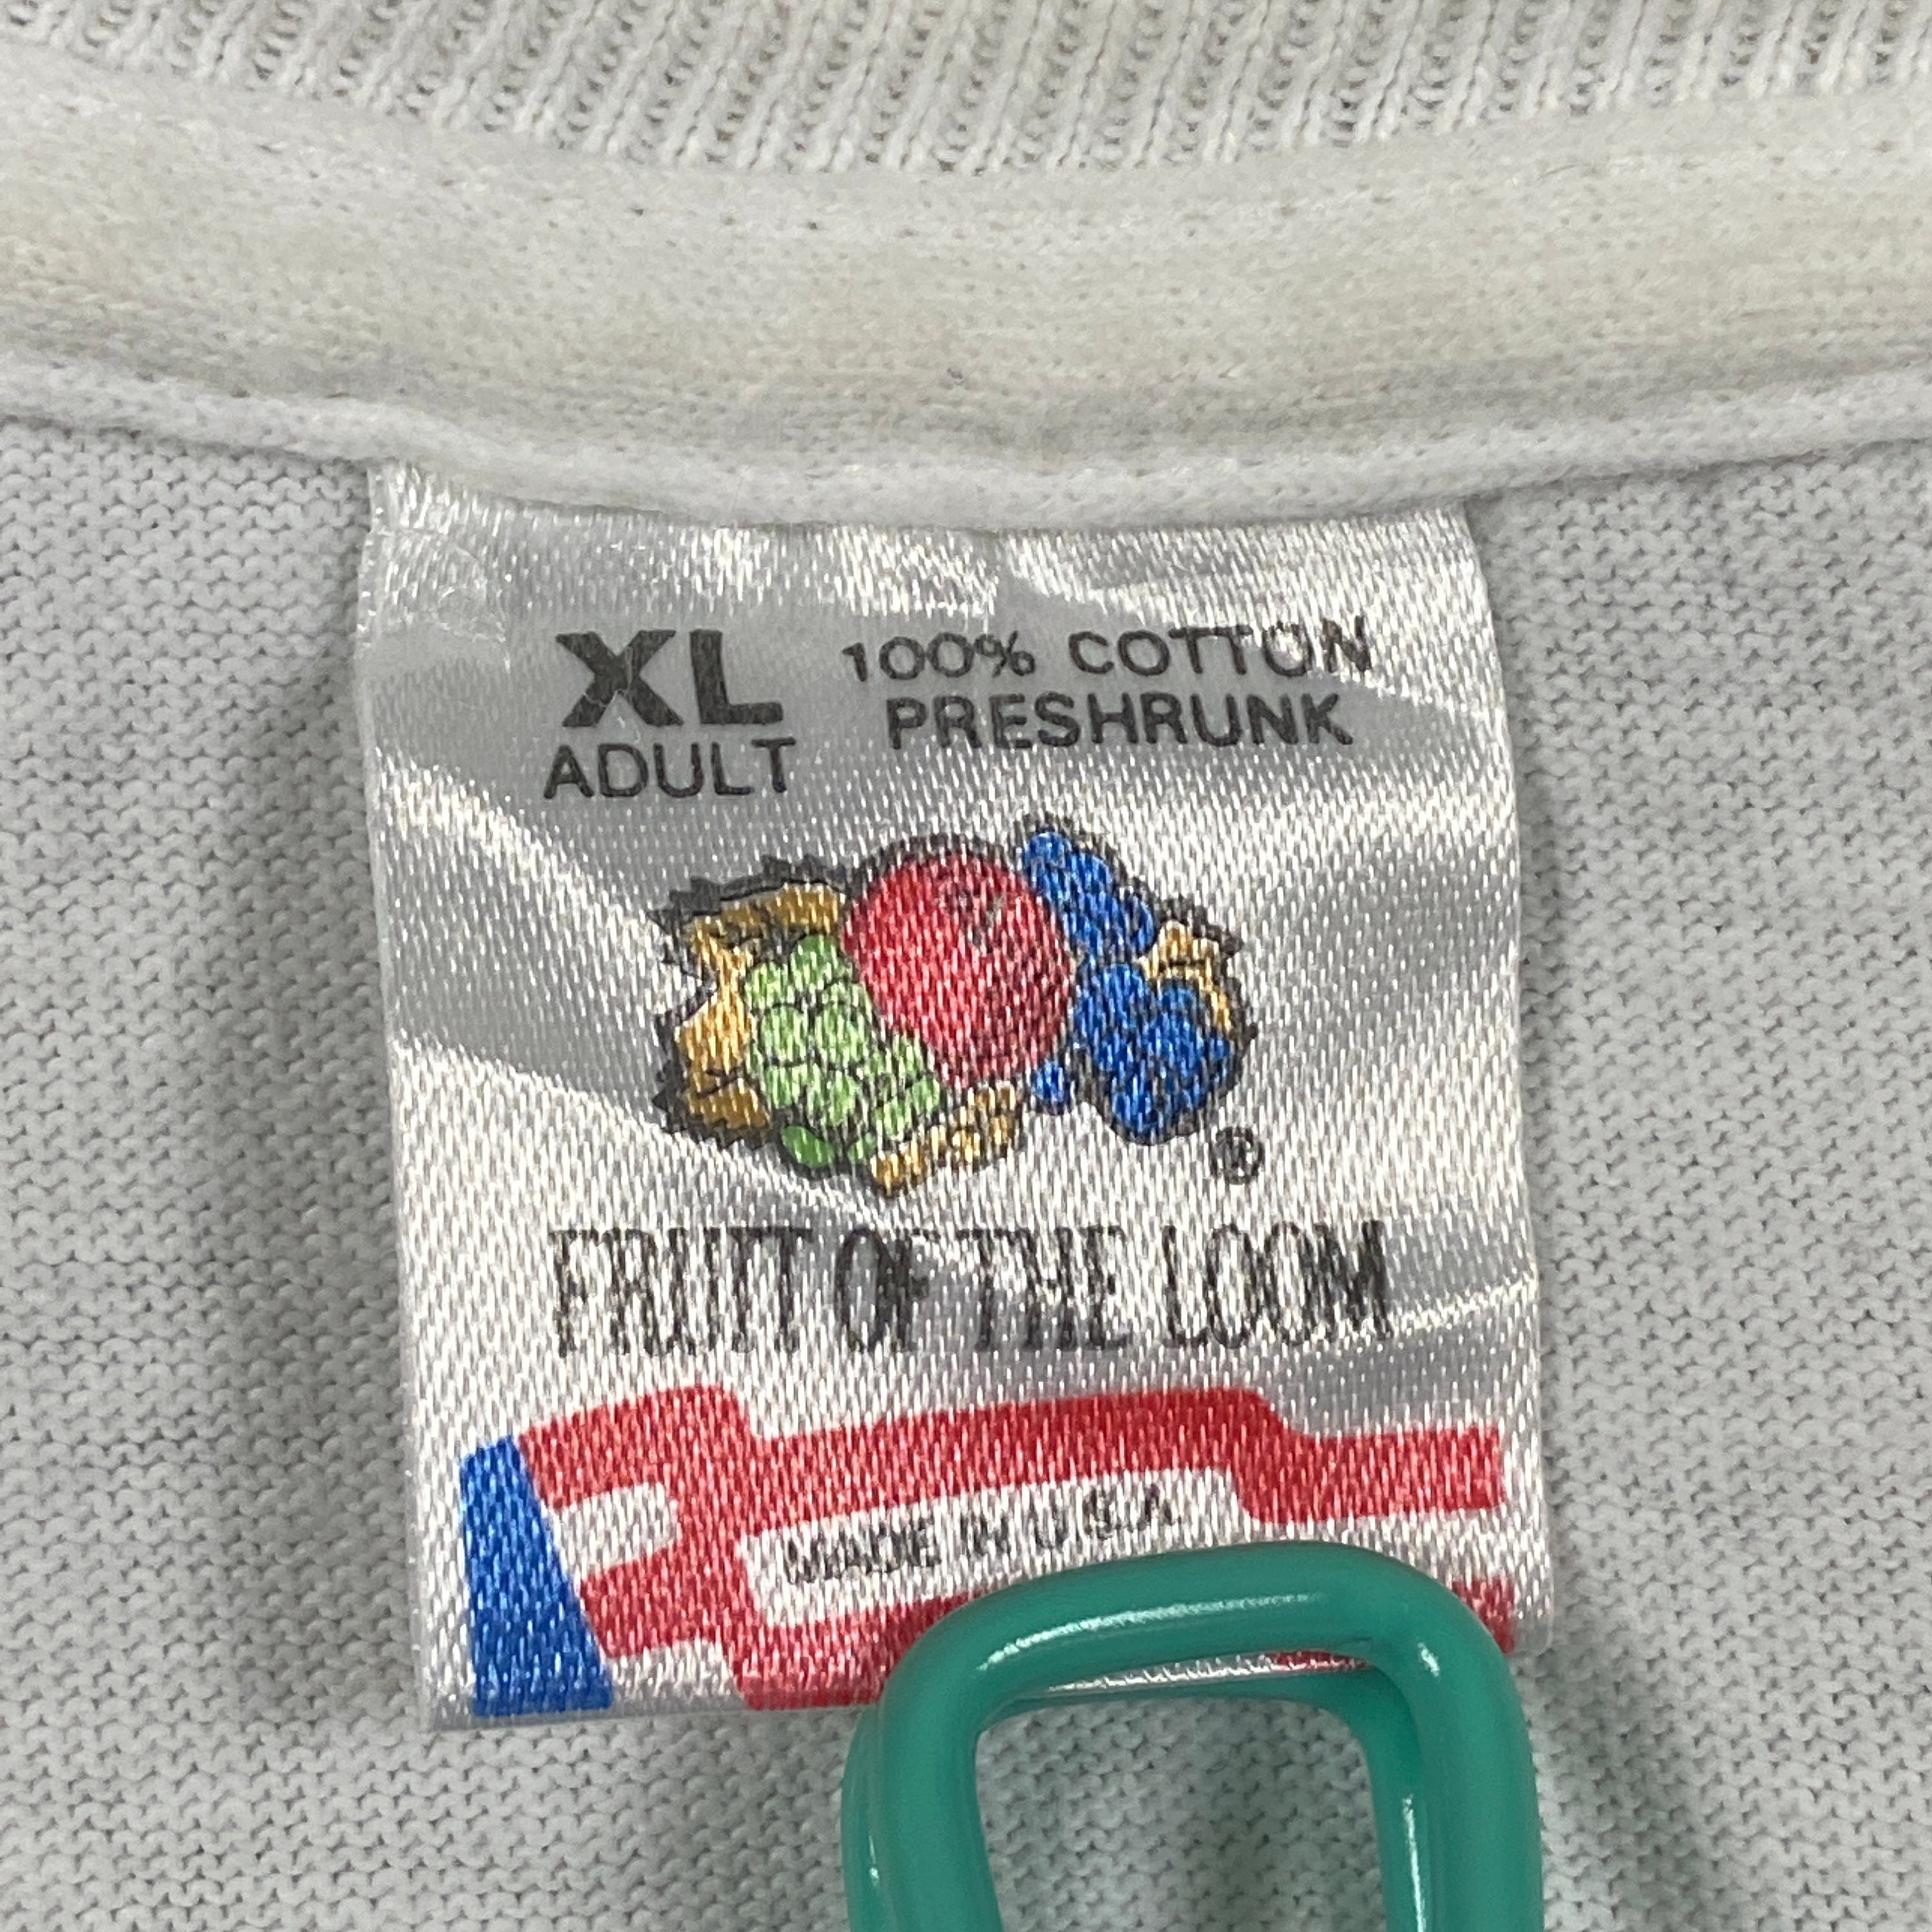 XL
ADULT
100% COTTON
PRESHRUNK
®
FRUIT OF THE LOOM
MADE IN U.S.A.